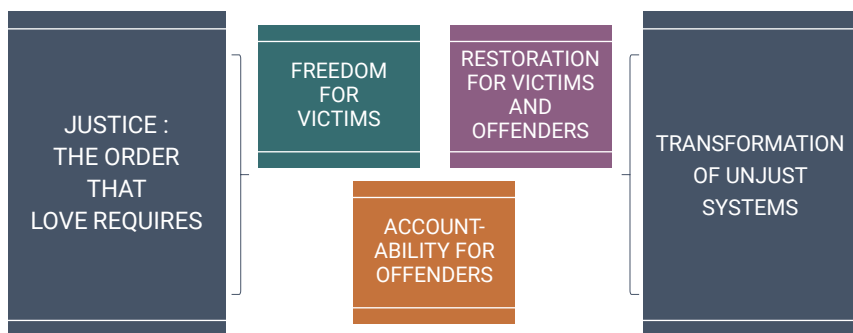 JUSTICE :
THE ORDER
THAT
LOVE REQUIRES
FREEDOM
FOR
VICTIMS
RESTORATION
FOR VICTIMS
AND
OFFENDERS
ACCOUNT-
ABILITY FOR
OFFENDERS
TRANSFORMATION
OF UNJUST
SYSTEMS